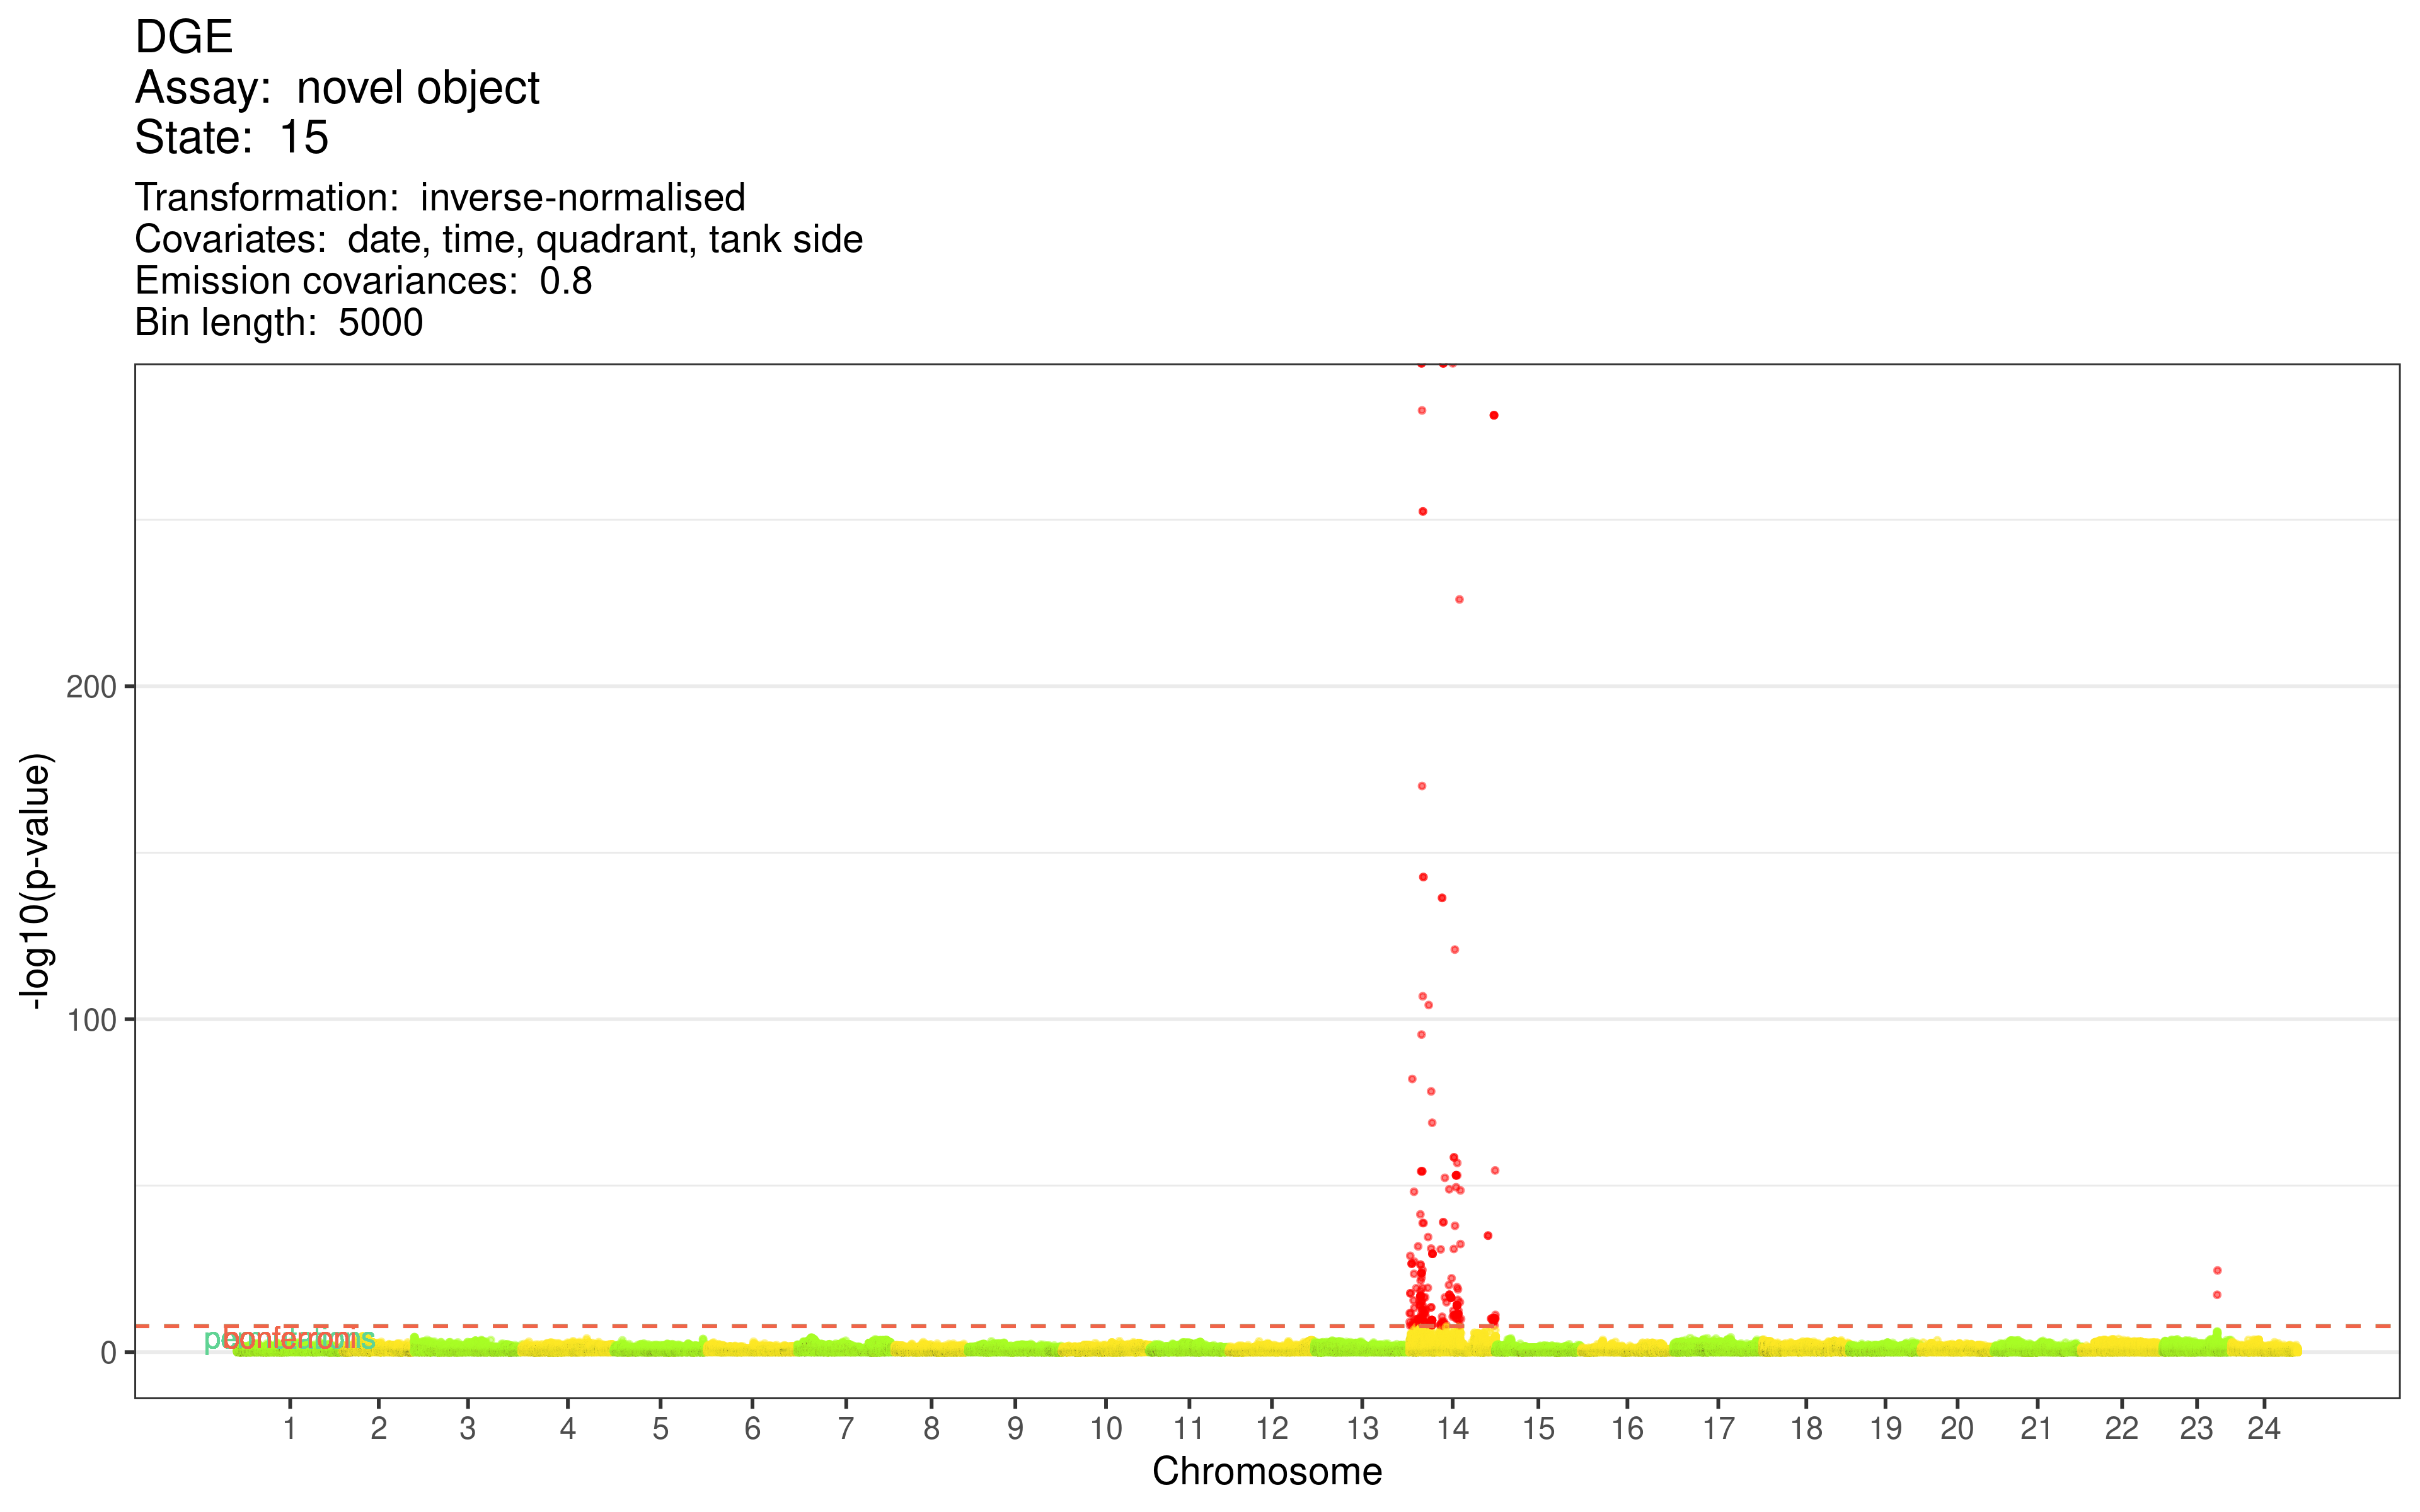 DGE
Assay:  novel object
State:  15
Transformation:  inverse-normalised
Covariates:  date, time, quadrant, tank side
Emission covariances:  0.8
Bin length:  5000
-log10(p-value)
200
100
0
bonferroni
1 2 3 4 5 6 7 8 9 10 11 12 13 14 15 16 17 18 19 20 21 22 23 24
Chromosome